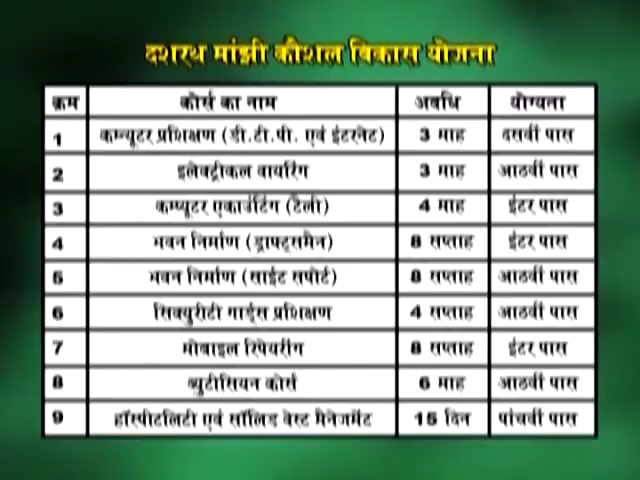 दशरथ मांझी कौशल विकास योजना
क्रम कोर्स का नाम अवधि योग्यता
1 कम्प्यूटर प्रशिक्षण (डी.टी.पी. एवं इंटरनेट) 3 माह दसवीं पास
2 इलेक्ट्रीकल वायरिंग 3 माह आठवीं पास
3 कम्प्यूटर एकाउंटिंग (टैली) 4 माह इंटर पास
4 भवन निर्माण (ड्राफ्ट्समैन) 8 सप्ताह इंटर पास
5 भवन निर्माण (साईट सपोर्ट) 8 सप्ताह आठवीं पास
6 सिक्युरीटी गार्ड्स प्रशिक्षण 4 सप्ताह आठवीं पास
7 मोबाइल रिपेयरींग 8 सप्ताह इंटर पास
8 ब्युटीसियन कोर्स 6 माह आठवीं पास
9 हॉस्पीटलिटी एवं सॉलिड वेस्ट मैनेजमेंट 15 दिन पांचवीं पास